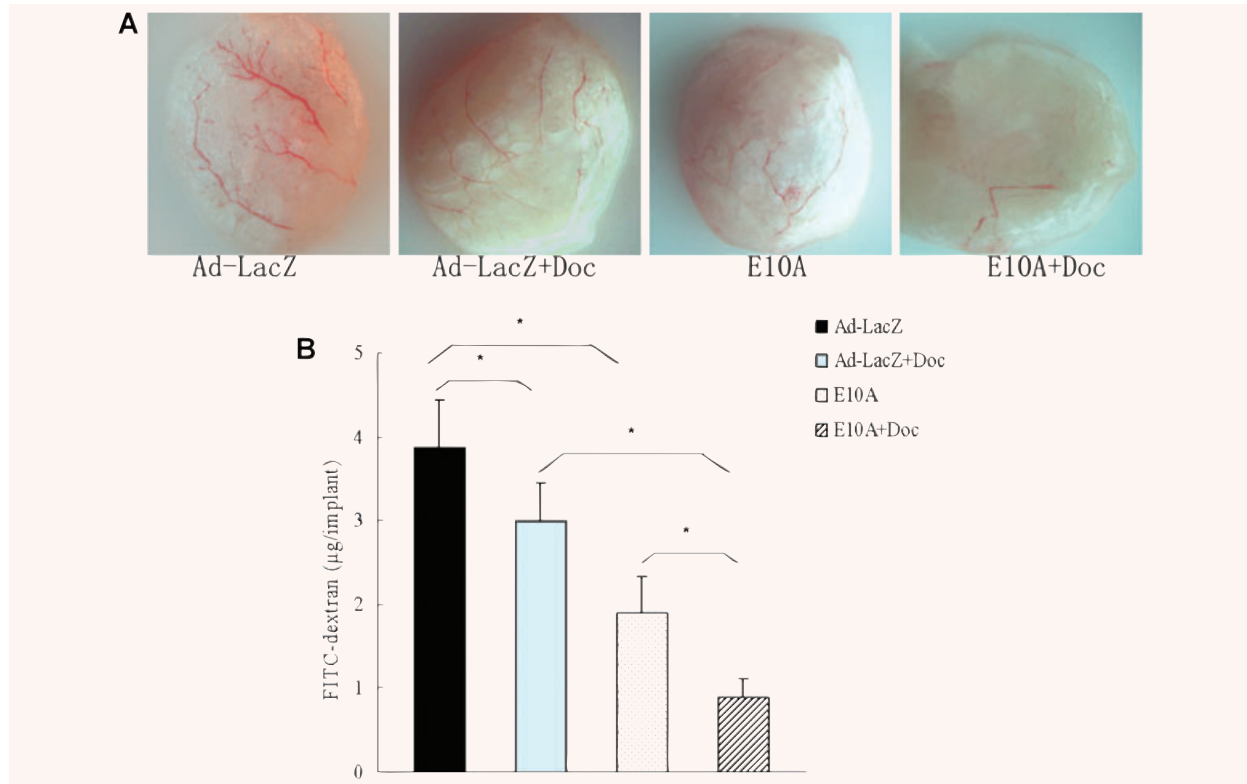 A
Ad-LacZ
Ad-LacZ+Doc
E10A
E10A+Doc
B
FITC-dextran (μg/implant)
5
4
3
2
1
0
*
*
*
*
Ad-LacZ
Ad-LacZ+Doc
E10A
E10A+Doc